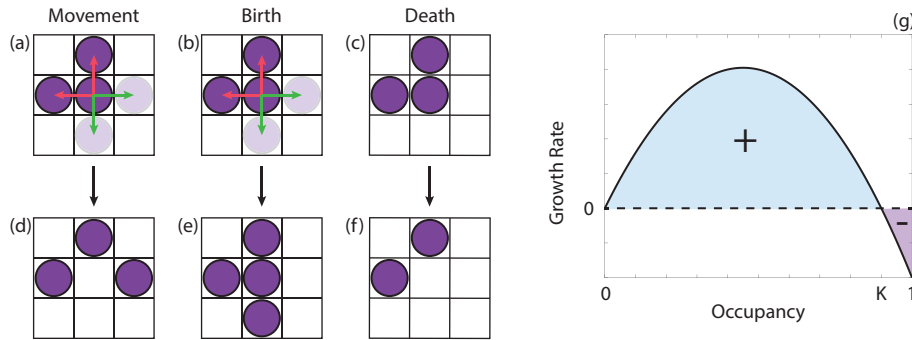 Movement
Birth
Death
(a)
(b)
(c)
(d)
(e)
(f)
(g)
Growth Rate
+
-
0
0
K
1
Occupancy